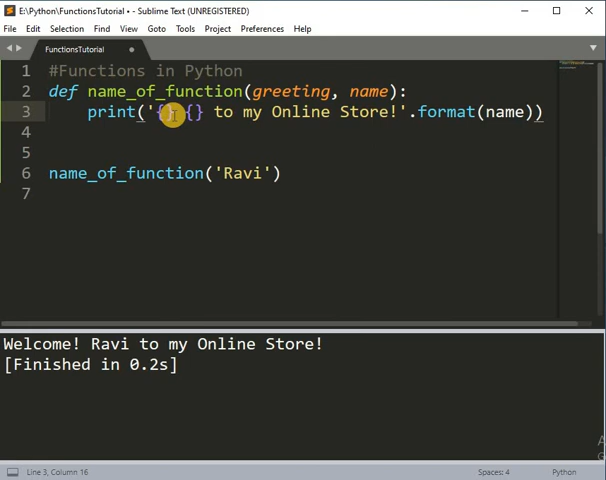 E:\Python\FunctionsTutorial • - Sublime Text (UNREGISTERED)
File Edit Selection Find View Goto Tools Project Preferences Help
FunctionsTutorial
1 #Functions in Python
2 def name_of_function(greeting, name):
3 print('{} {} to my Online Store!'.format(name))
4
5
6 name_of_function('Ravi')
7
Welcome! Ravi to my Online Store!
[Finished in 0.2s]
Line 3, Column 16 Spaces: 4 Python